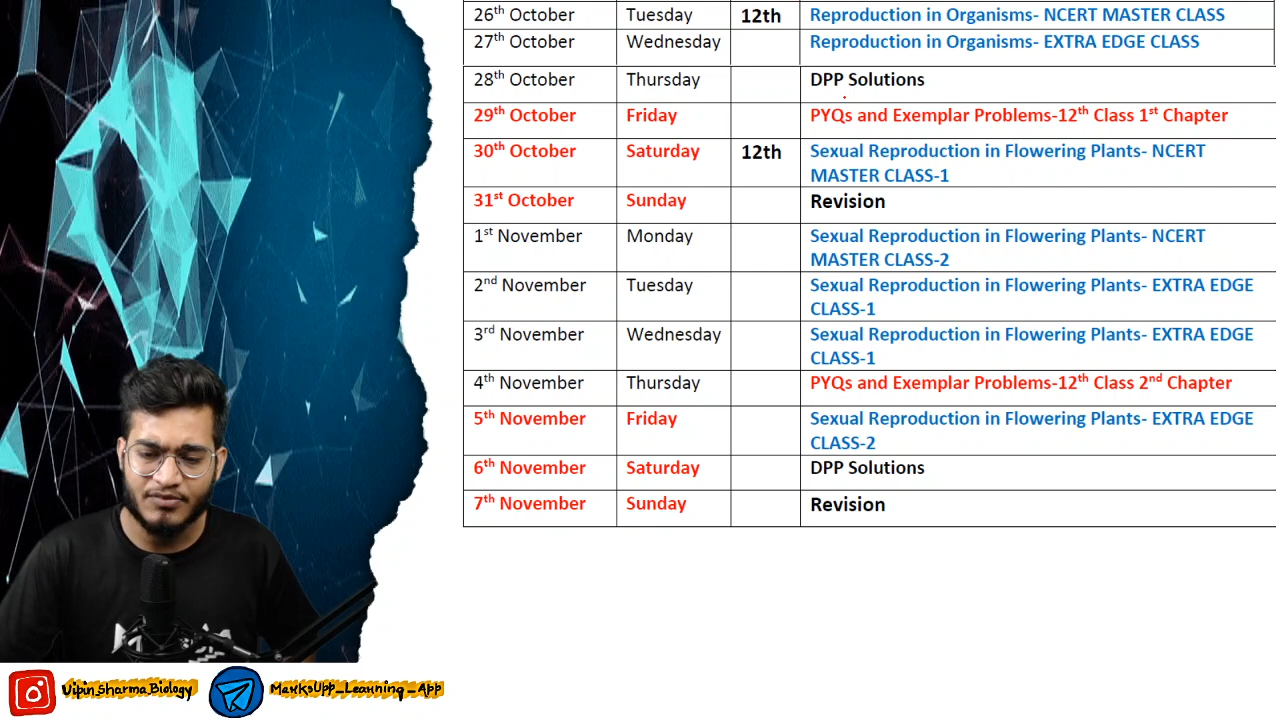 26th October Tuesday 12th Reproduction in Organisms- NCERT MASTER CLASS
27th October Wednesday Reproduction in Organisms- EXTRA EDGE CLASS
28th October Thursday DPP Solutions
29th October Friday PYQs and Exemplar Problems-12th Class 1st Chapter
30th October Saturday 12th Sexual Reproduction in Flowering Plants- NCERT
MASTER CLASS-1
31st October Sunday Revision
1st November Monday Sexual Reproduction in Flowering Plants- NCERT
MASTER CLASS-2
2nd November Tuesday Sexual Reproduction in Flowering Plants- EXTRA EDGE
CLASS-1
3rd November Wednesday Sexual Reproduction in Flowering Plants- EXTRA EDGE
CLASS-1
4th November Thursday PYQs and Exemplar Problems-12th Class 2nd Chapter
5th November Friday Sexual Reproduction in Flowering Plants- EXTRA EDGE
CLASS-2
6th November Saturday DPP Solutions
7th November Sunday Revision
Vipin_Sharma_Biology MarksUpp_Learning_App